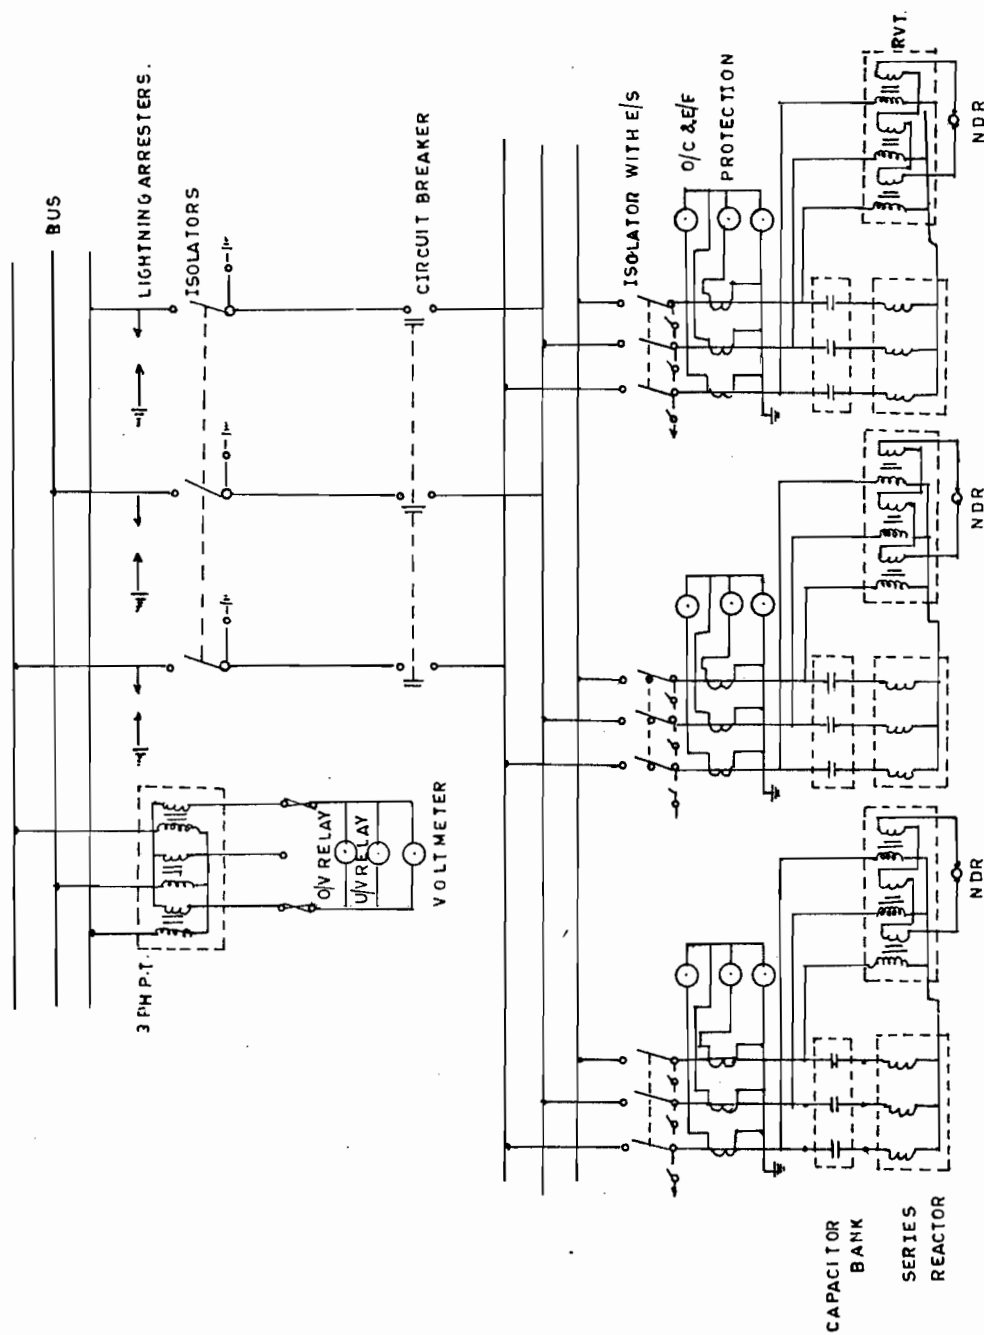 BUS
LIGHTNING ARRESTERS.
ISOLATORS
CIRCUIT BREAKER
3 PH P.T.
O/V RELAY
U/V RELAY
VOLTMETER
ISOLATOR WITH E/S
O/C & E/F
PROTECTION
RVT.
NDR
NDR
NDR
CAPACITOR
BANK
SERIES
REACTOR